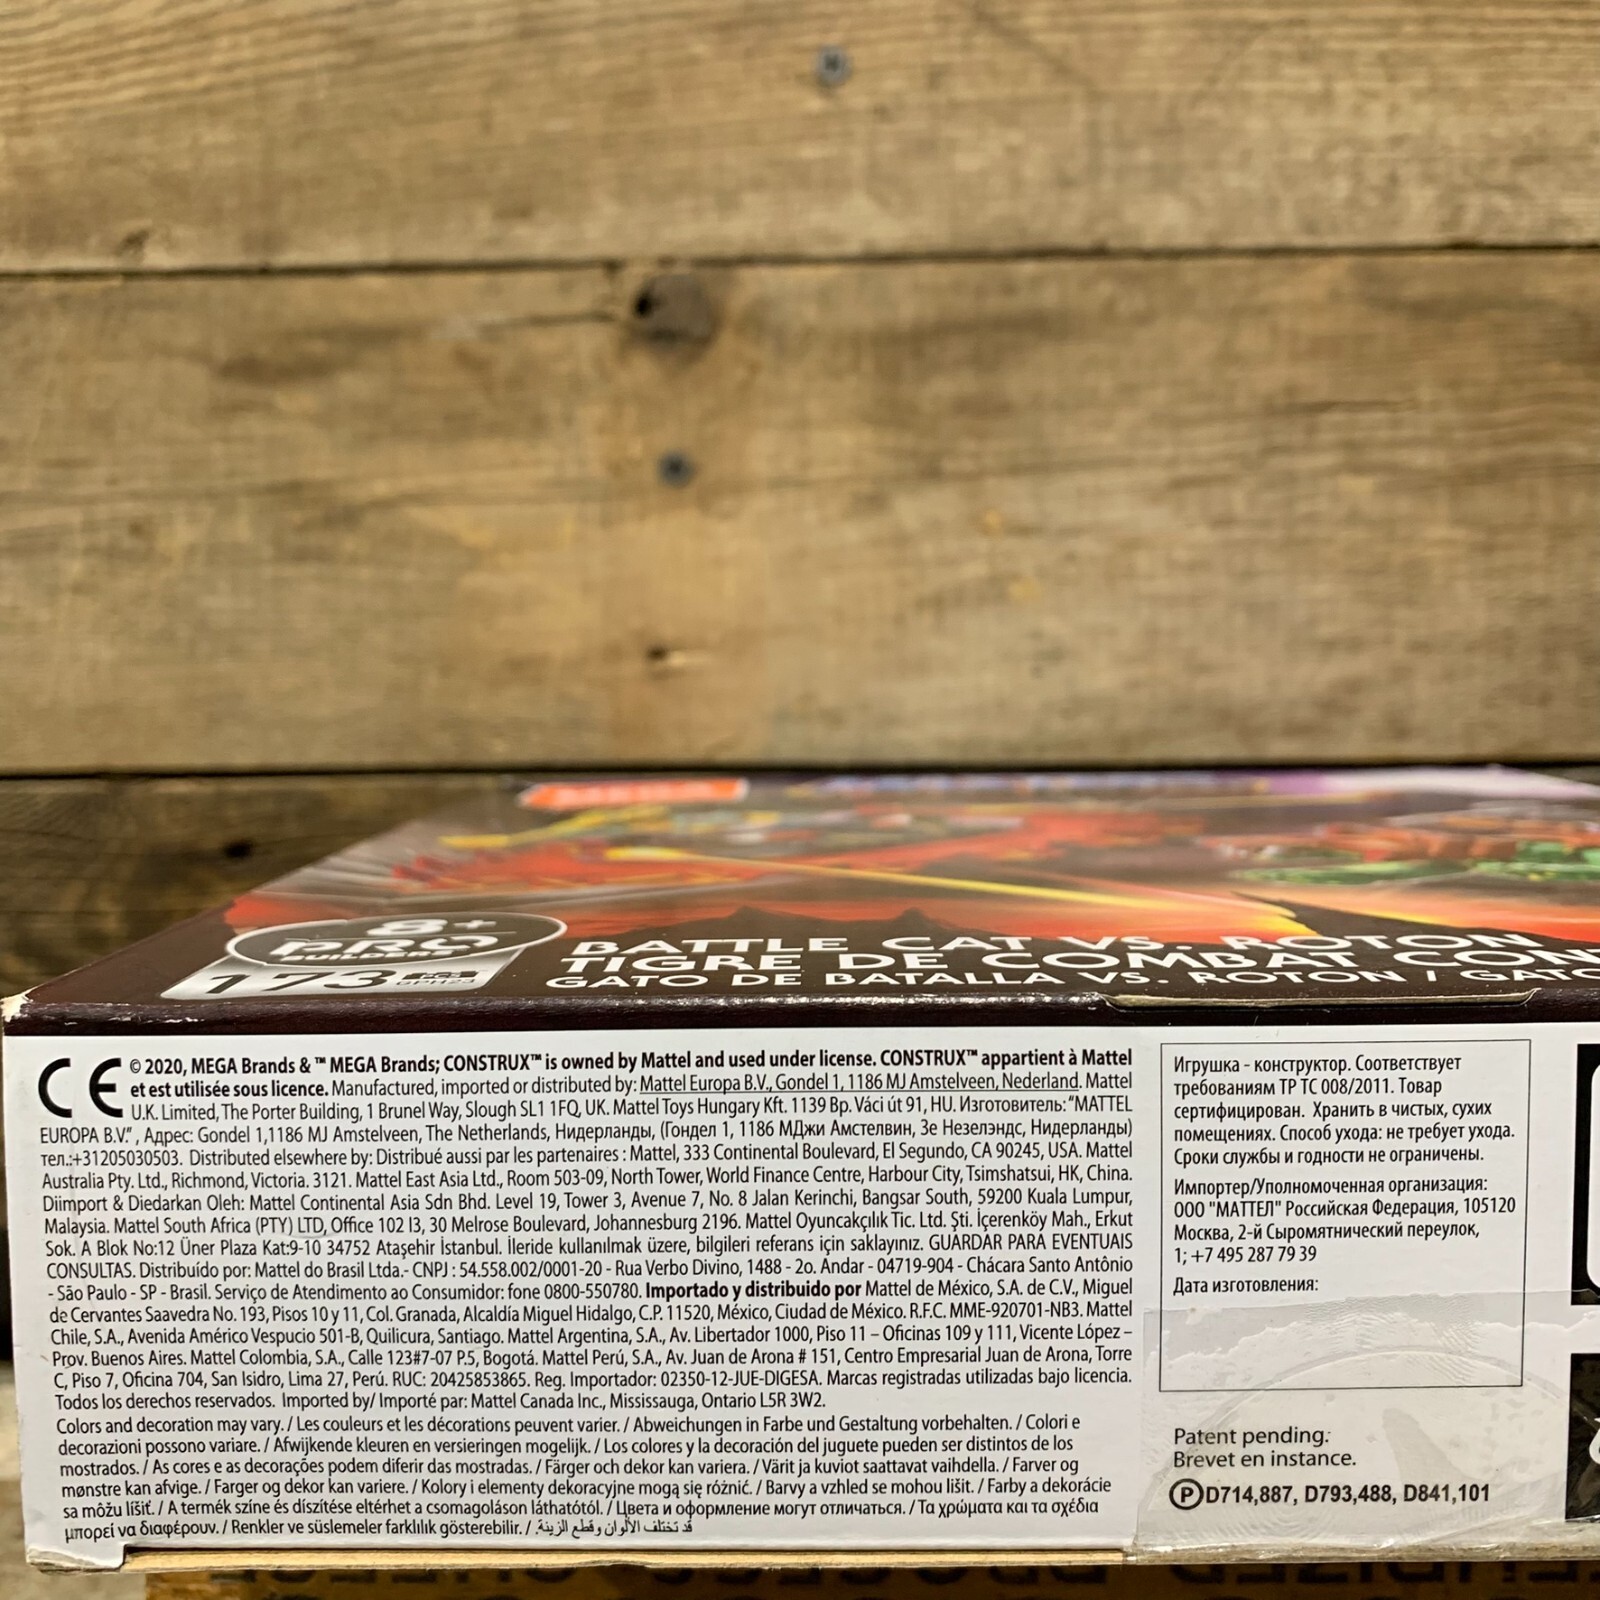 8+
PRO
BUILDERS
173 PCS
GPH23
BATTLE CAT VS. ROTON
TIGRE DE COMBAT CON
GATO DE BATALLA VS. ROTON / GATO
CE © 2020, MEGA Brands & ™ MEGA Brands; CONSTRUX™ is owned by Mattel and used under license. CONSTRUX™ appartient à Mattel
et est utilisée sous licence. Manufactured, imported or distributed by: Mattel Europa B.V., Gondel 1, 1186 MJ Amstelveen, Nederland. Mattel
U.K. Limited, The Porter Building, 1 Brunel Way, Slough SL1 1FQ, UK. Mattel Toys Hungary Kft. 1139 Bp. Váci út 91, HU. Изготовитель: "MATTEL
EUROPA B.V." , Адрес: Gondel 1,1186 MJ Amstelveen, The Netherlands, Нидерланды, (Гондел 1, 1186 МДжи Амстелвин, Зе Незелэндс, Нидерланды)
тел.:+31205030503. Distributed elsewhere by: Distribué aussi par les partenaires : Mattel, 333 Continental Boulevard, El Segundo, CA 90245, USA. Mattel
Australia Pty. Ltd., Richmond, Victoria. 3121. Mattel East Asia Ltd., Room 503-09, North Tower, World Finance Centre, Harbour City, Tsimshatsui, HK, China.
Diimport & Diedarkan Oleh: Mattel Continental Asia Sdn Bhd. Level 19, Tower 3, Avenue 7, No. 8 Jalan Kerinchi, Bangsar South, 59200 Kuala Lumpur,
Malaysia. Mattel South Africa (PTY) LTD, Office 102 I3, 30 Melrose Boulevard, Johannesburg 2196. Mattel Oyuncakçılık Tic. Ltd. Şti. İçerenköy Mah., Erkut
Sok. A Blok No:12 Üner Plaza Kat:9-10 34752 Ataşehir İstanbul. İleride kullanılmak üzere, bilgileri referans için saklayınız. GUARDAR PARA EVENTUAIS
CONSULTAS. Distribuído por: Mattel do Brasil Ltda.- CNPJ : 54.558.002/0001-20 - Rua Verbo Divino, 1488 - 2o. Andar - 04719-904 - Chácara Santo Antônio
- São Paulo - SP - Brasil. Serviço de Atendimento ao Consumidor: fone 0800-550780. Importado y distribuido por Mattel de México, S.A. de C.V., Miguel
de Cervantes Saavedra No. 193, Pisos 10 y 11, Col. Granada, Alcaldía Miguel Hidalgo, C.P. 11520, México, Ciudad de México. R.F.C. MME-920701-NB3. Mattel
Chile, S.A., Avenida Américo Vespucio 501-B, Quilicura, Santiago. Mattel Argentina, S.A., Av. Libertador 1000, Piso 11 – Oficinas 109 y 111, Vicente López –
Prov. Buenos Aires. Mattel Colombia, S.A., Calle 123#7-07 P.5, Bogotá. Mattel Perú, S.A., Av. Juan de Arona # 151, Centro Empresarial Juan de Arona, Torre
C, Piso 7, Oficina 704, San Isidro, Lima 27, Perú. RUC: 20425853865. Reg. Importador: 02350-12-JUE-DIGESA. Marcas registradas utilizadas bajo licencia.
Todos los derechos reservados. Imported by/ Importé par: Mattel Canada Inc., Mississauga, Ontario L5R 3W2.
Colors and decoration may vary. / Les couleurs et les décorations peuvent varier. / Abweichungen in Farbe und Gestaltung vorbehalten. / Colori e
decorazioni possono variare. / Afwijkende kleuren en versieringen mogelijk. / Los colores y la decoración del juguete pueden ser distintos de los
mostrados. / As cores e as decorações podem diferir das mostradas. / Färger och dekor kan variera. / Värit ja kuviot saattavat vaihdella. / Farver og
mønstre kan afvige. / Farger og dekor kan variere. / Kolory i elementy dekoracyjne mogą się różnić. / Barvy a vzhled se mohou lišit. / Farby a dekorácie
sa môžu líšiť. / A termék színe és díszítése eltérhet a csomagoláson láthatótól. / Цвета и оформление могут отличаться. / Τα χρώματα και τα σχέδια
μπορεί να διαφέρουν. / Renkler ve süslemeler farklılık gösterebilir. / قد تختلف الألوان وقطع الزينة.
Игрушка - конструктор. Соответствует
требованиям ТР ТС 008/2011. Товар
сертифицирован. Хранить в чистых, сухих
помещениях. Способ ухода: не требует ухода.
Сроки службы и годности не ограничены.
Импортер/Уполномоченная организация:
ООО "МАТТЕЛ" Российская Федерация, 105120
Москва, 2-й Сыромятнический переулок,
1; +7 495 287 79 39
Дата изготовления:
Patent pending.
Brevet en instance.
Ⓟ D714,887, D793,488, D841,101